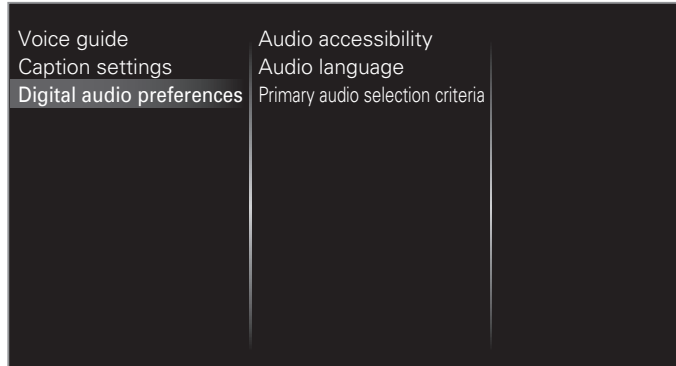 Voice guide
Caption settings
Digital audio preferences
Audio accessibility
Audio language
Primary audio selection criteria